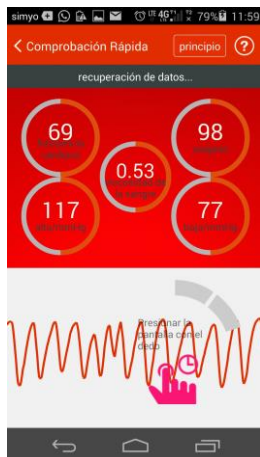 simyo 4G 79% 11:59
Comprobación Rápida principio ?
recuperación de datos...
69
98
0.53
117
77
Presionar la
pantalla con el
dedo